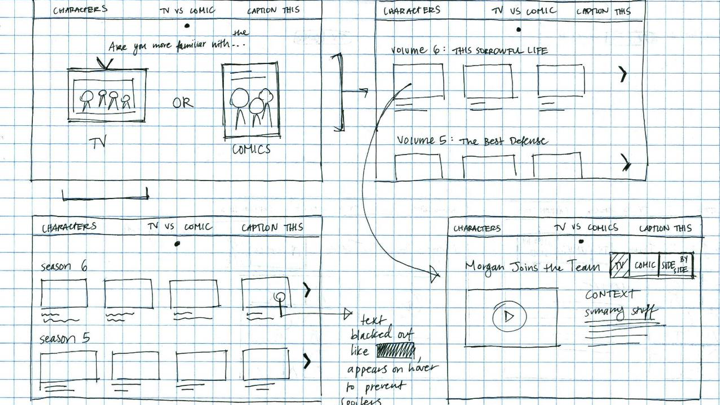 CHARACTERS TV VS COMIC CAPTION THIS
Are you more familiar with the...
TV
OR
COMICS
CHARACTERS TV VS COMIC CAPTION THIS
VOLUME 6: THIS SORROWFUL LIFE
VOLUME 5: The Best Defense
CHARACTERS TV VS COMIC CAPTION THIS
season 6
season 5
text
blacked out
like
appears on hover
to prevent
spoilers
CHARACTERS TV VS COMICS CAPTION THIS
Morgan Joins the Team
TV COMIC SIDE BY SIDE
CONTEXT
summary stuff